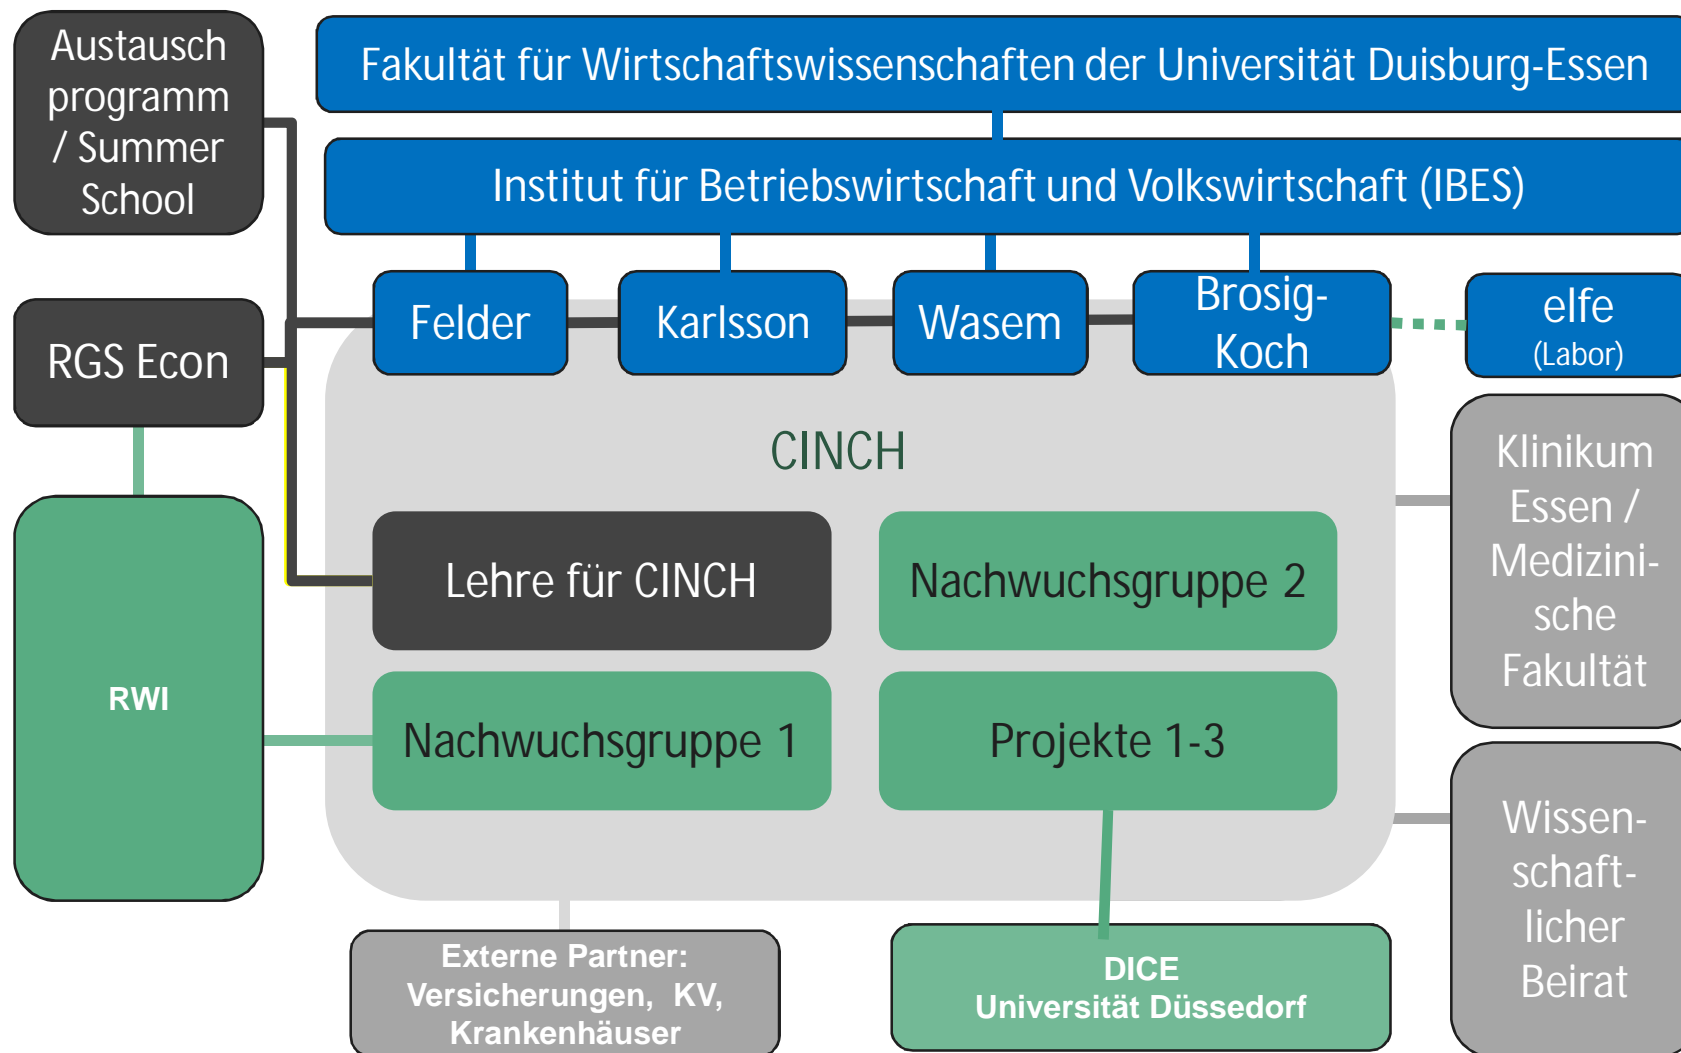 Austausch
programm
/ Summer
School
Fakultät für Wirtschaftswissenschaften der Universität Duisburg-Essen
Institut für Betriebswirtschaft und Volkswirtschaft (IBES)
RGS Econ
Felder
Karlsson
Wasem
Brosig-
Koch
elfe
(Labor)
CINCH
Klinikum
Essen /
Medizini-
sche
Fakultät
Lehre für CINCH
Nachwuchsgruppe 2
RWI
Nachwuchsgruppe 1
Projekte 1-3
Wissen-
schaft-
licher
Beirat
Externe Partner:
Versicherungen, KV,
Krankenhäuser
DICE
Universität Düssedorf